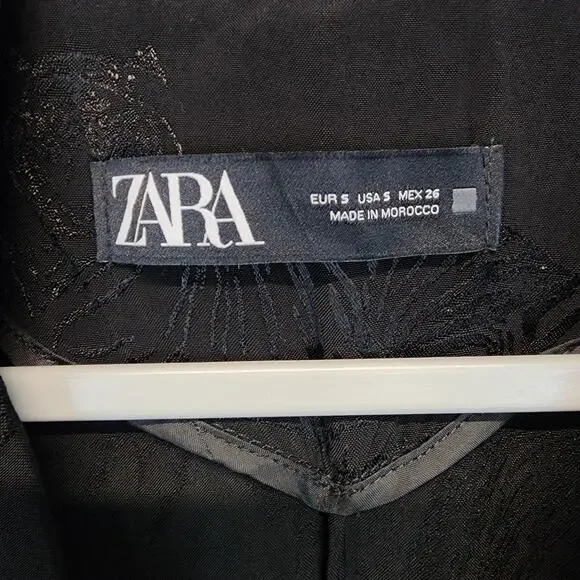 ZARA
EUR S USA S MEX 26
MADE IN MOROCCO